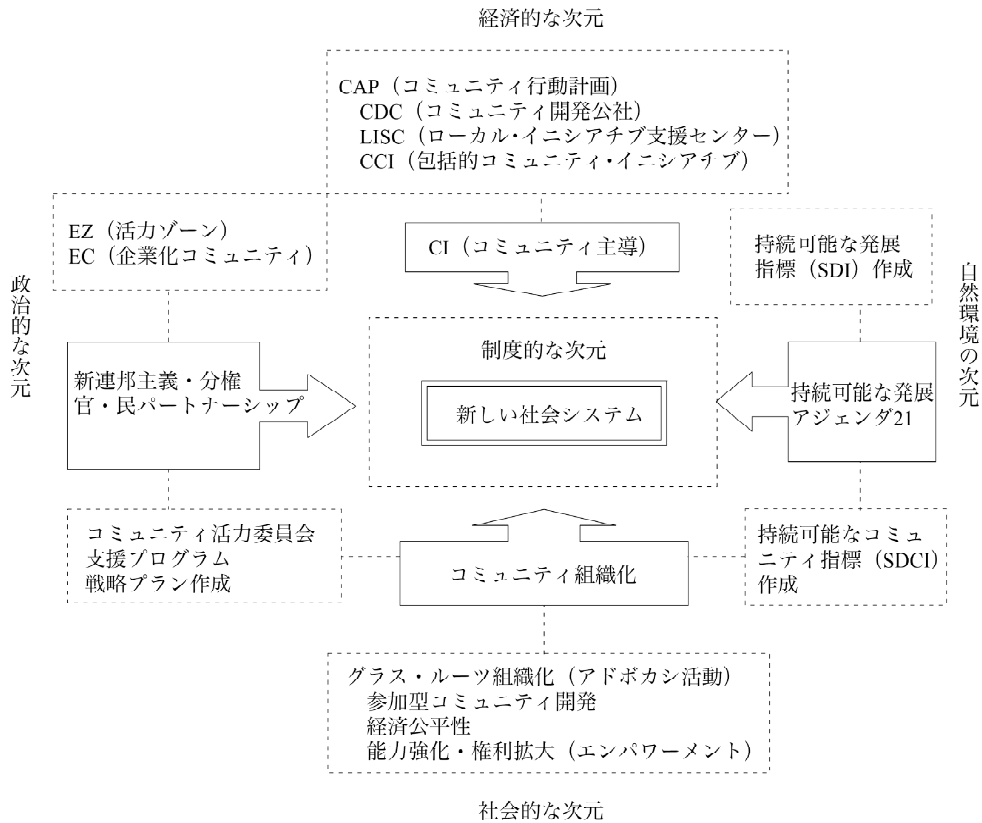 経済的な次元
CAP（コミュニティ行動計画）
CDC（コミュニティ開発公社）
LISC（ローカル・イニシアチブ支援センター）
CCI（包括的コミュニティ・イニシアチブ）
EZ（活力ゾーン）
EC（企業化コミュニティ）
CI（コミュニティ主導）
持続可能な発展
指標（SDI）作成
政治的な次元
自然環境の次元
新連邦主義・分権
官・民パートナーシップ
制度的な次元
新しい社会システム
持続可能な発展
アジェンダ21
コミュニティ活力委員会
支援プログラム
戦略プラン作成
コミュニティ組織化
持続可能なコミュ
ニティ指標（SDCI）
作成
グラス・ルーツ組織化（アドボカシ活動）
参加型コミュニティ開発
経済公平性
能力強化・権利拡大（エンパワーメント）
社会的な次元